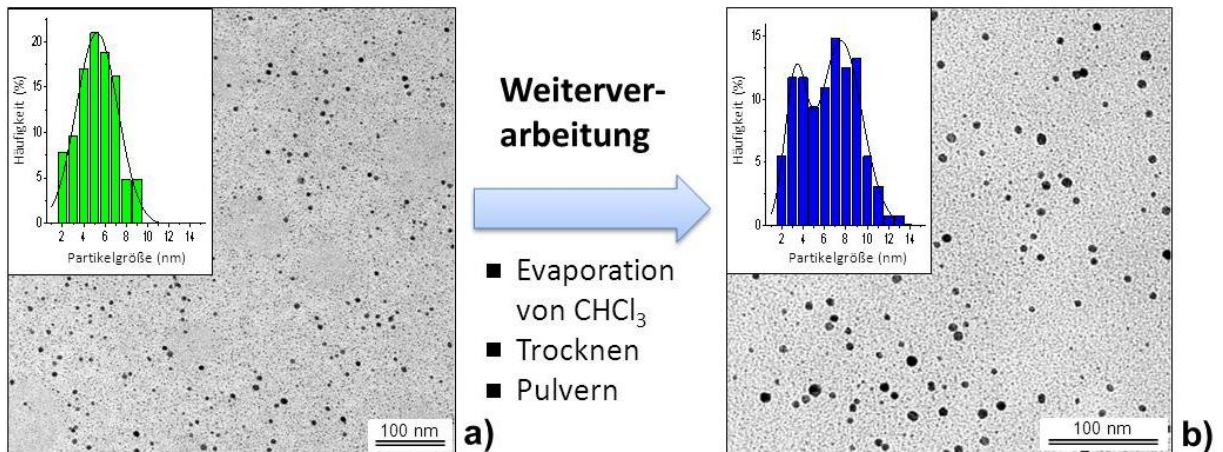 20
15
10
5
0
Häufigkeit (%)
2 4 6 8 10 12 14
Partikelgröße (nm)
100 nm
a)
Weiterver-
arbeitung
■ Evaporation
von CHCl₃
■ Trocknen
■ Pulvern
15
10
5
0
Häufigkeit (%)
2 4 6 8 10 12 14
Partikelgröße (nm)
100 nm
b)